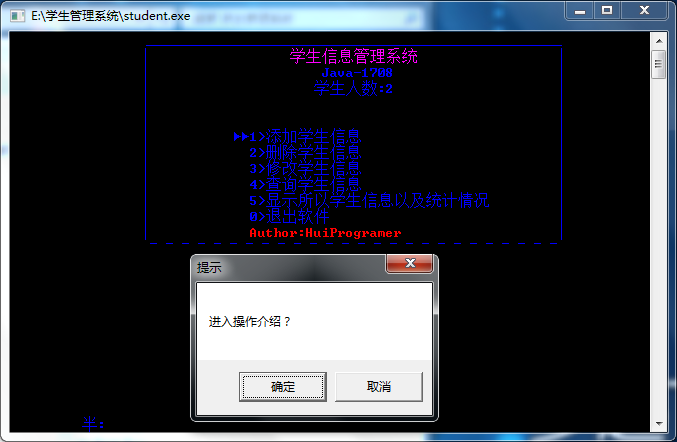 E:\学生管理系统\student.exe
学生信息管理系统
Java-1708
学生人数:2
1>添加学生信息
2>删除学生信息
3>修改学生信息
4>查询学生信息
5>显示所以学生信息以及统计情况
0>退出软件
Author:HuiProgramer
提示
进入操作介绍？
确定
取消
半: